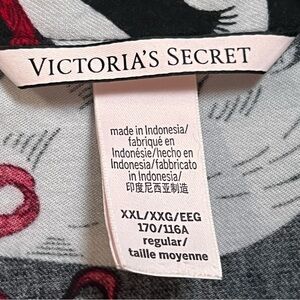 VICTORIA'S SECRET
made in Indonesia/
fabriqué en
Indonésie/hecho en
Indonesia/fabbricato
in Indonesia/
印度尼西亚制造
XXL/XXG/EEG
170/116A
regular/
taille moyenne